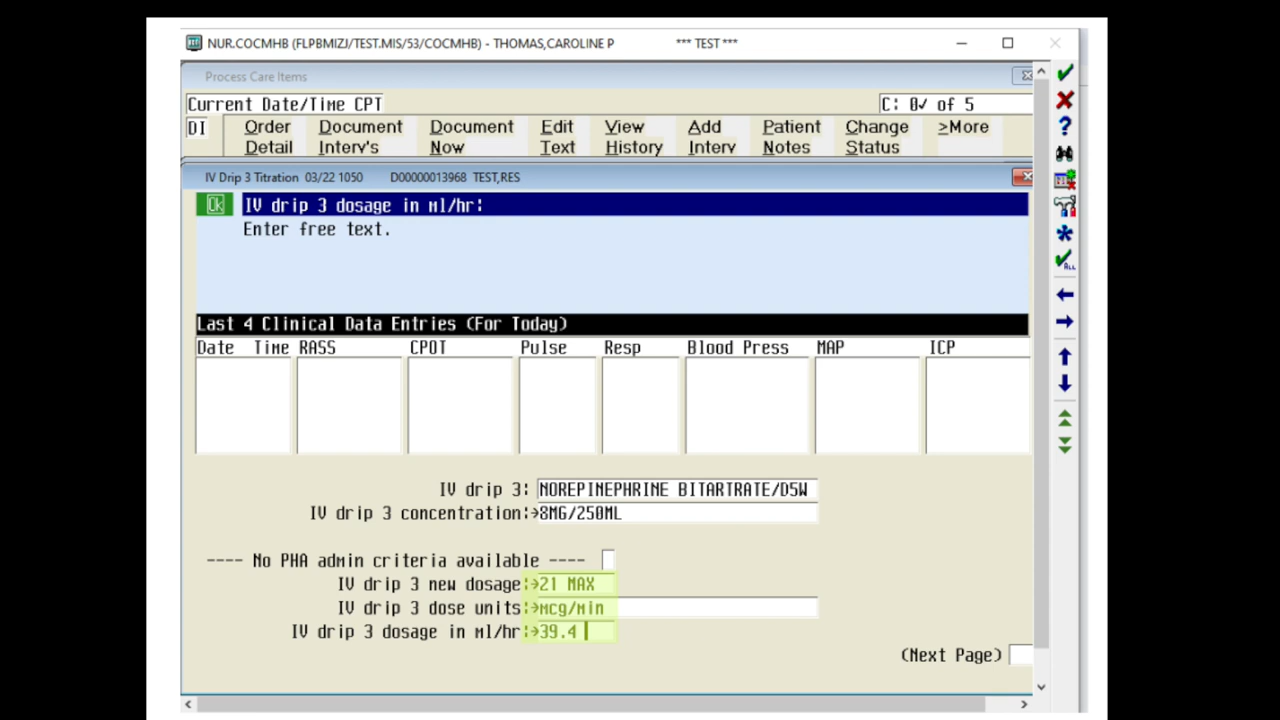 NUR.COCMHB (FLPBMIZJ/TEST.MIS/53/COCMHB) - THOMAS,CAROLINE P *** TEST ***
Process Care Items
Current Date/Time CPT C: 0✓ of 5
DI Order Detail Document Interv's Document Now Edit Text View History Add Interv Patient Notes Change Status >More
IV Drip 3 Titration 03/22 1050 D00000013968 TEST,RES
Ok IV drip 3 dosage in ml/hr:
Enter free text.
ALL
Last 4 Clinical Data Entries (For Today)
Date Time RASS CPOT Pulse Resp Blood Press MAP ICP
IV drip 3: NOREPINEPHRINE BITARTRATE/D5W
IV drip 3 concentration:→8MG/250ML
---- No PHA admin criteria available ----
IV drip 3 new dosage:→21 MAX
IV drip 3 dose units:→mcg/min
IV drip 3 dosage in ml/hr:→39.4
(Next Page)